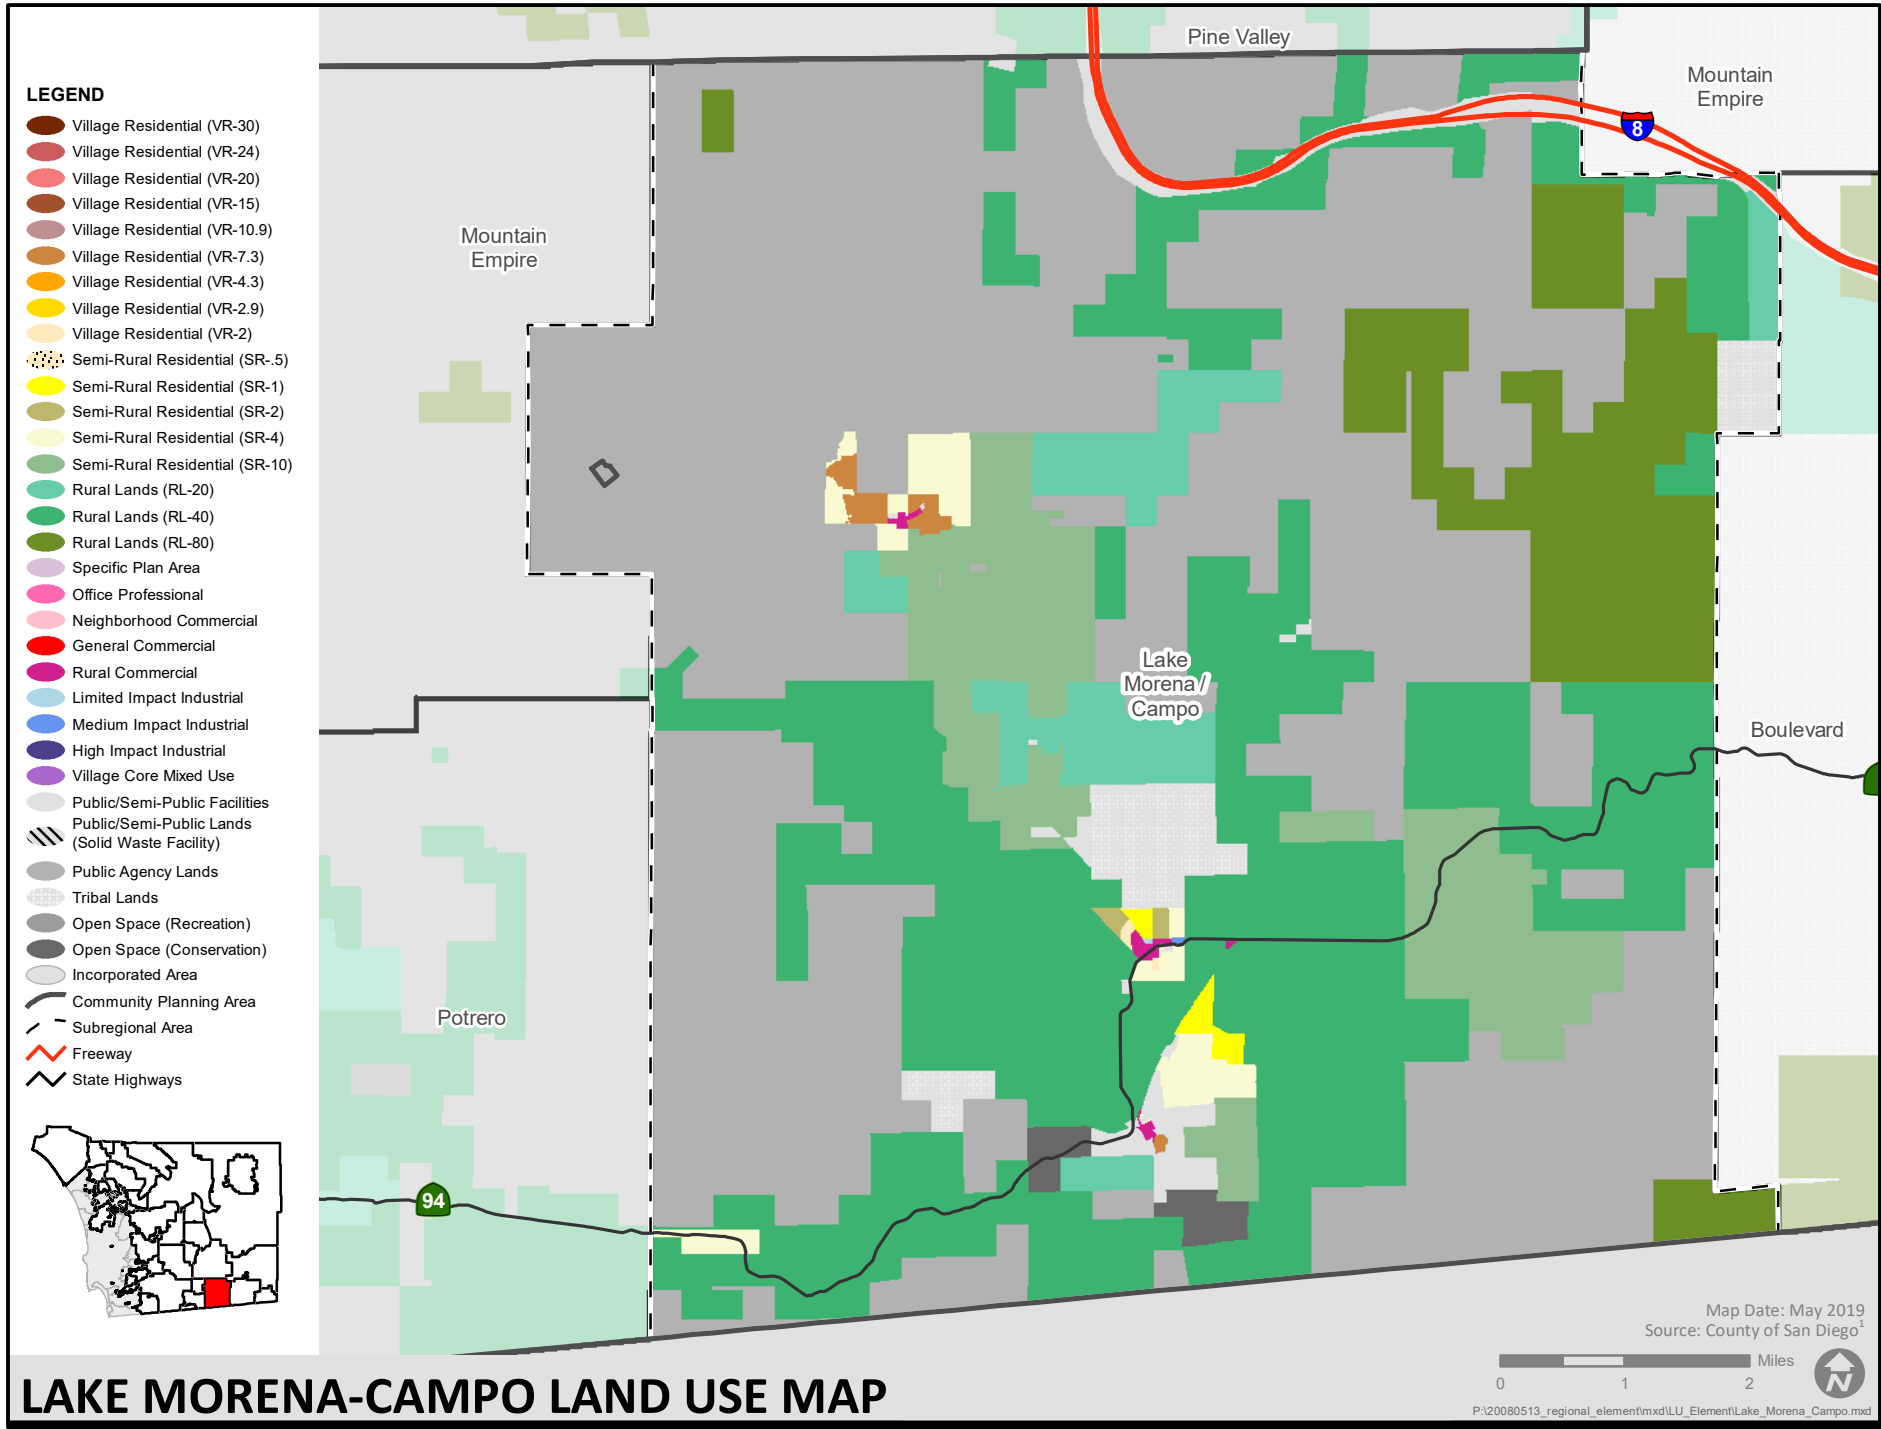 LEGEND
Village Residential (VR-30)
Village Residential (VR-24)
Village Residential (VR-20)
Village Residential (VR-15)
Village Residential (VR-10.9)
Village Residential (VR-7.3)
Village Residential (VR-4.3)
Village Residential (VR-2.9)
Village Residential (VR-2)
Semi-Rural Residential (SR-.5)
Semi-Rural Residential (SR-1)
Semi-Rural Residential (SR-2)
Semi-Rural Residential (SR-4)
Semi-Rural Residential (SR-10)
Rural Lands (RL-20)
Rural Lands (RL-40)
Rural Lands (RL-80)
Specific Plan Area
Office Professional
Neighborhood Commercial
General Commercial
Rural Commercial
Limited Impact Industrial
Medium Impact Industrial
High Impact Industrial
Village Core Mixed Use
Public/Semi-Public Facilities
Public/Semi-Public Lands
(Solid Waste Facility)
Public Agency Lands
Tribal Lands
Open Space (Recreation)
Open Space (Conservation)
Incorporated Area
Community Planning Area
Subregional Area
Freeway
State Highways
Pine Valley
Mountain
Empire
8
Mountain
Empire
Lake
Morena /
Campo
Boulevard
Potrero
94
Map Date: May 2019
Source: County of San Diego1
Miles
0 1 2
N
P:\20080513_regional_element\mxd\LU_Element\Lake_Morena_Campo.mxd
LAKE MORENA-CAMPO LAND USE MAP